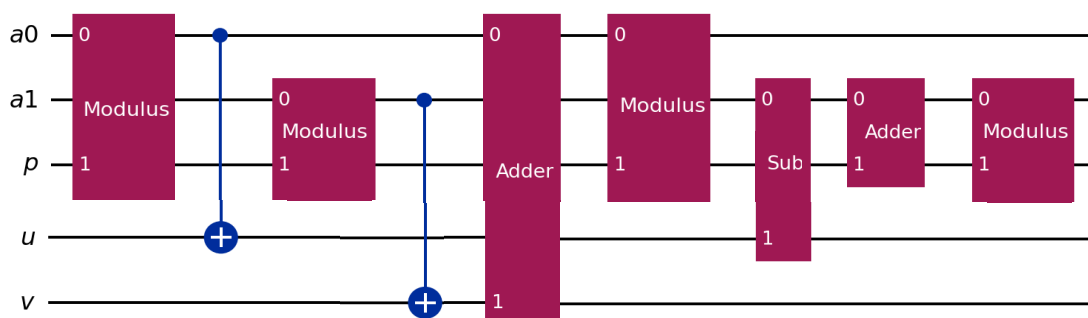 a0 0 0 0
a1 Modulus 0 Modulus 0 0 0
Modulus Adder Modulus
p 1 1 Adder 1 Sub 1 1
u 1
v 1